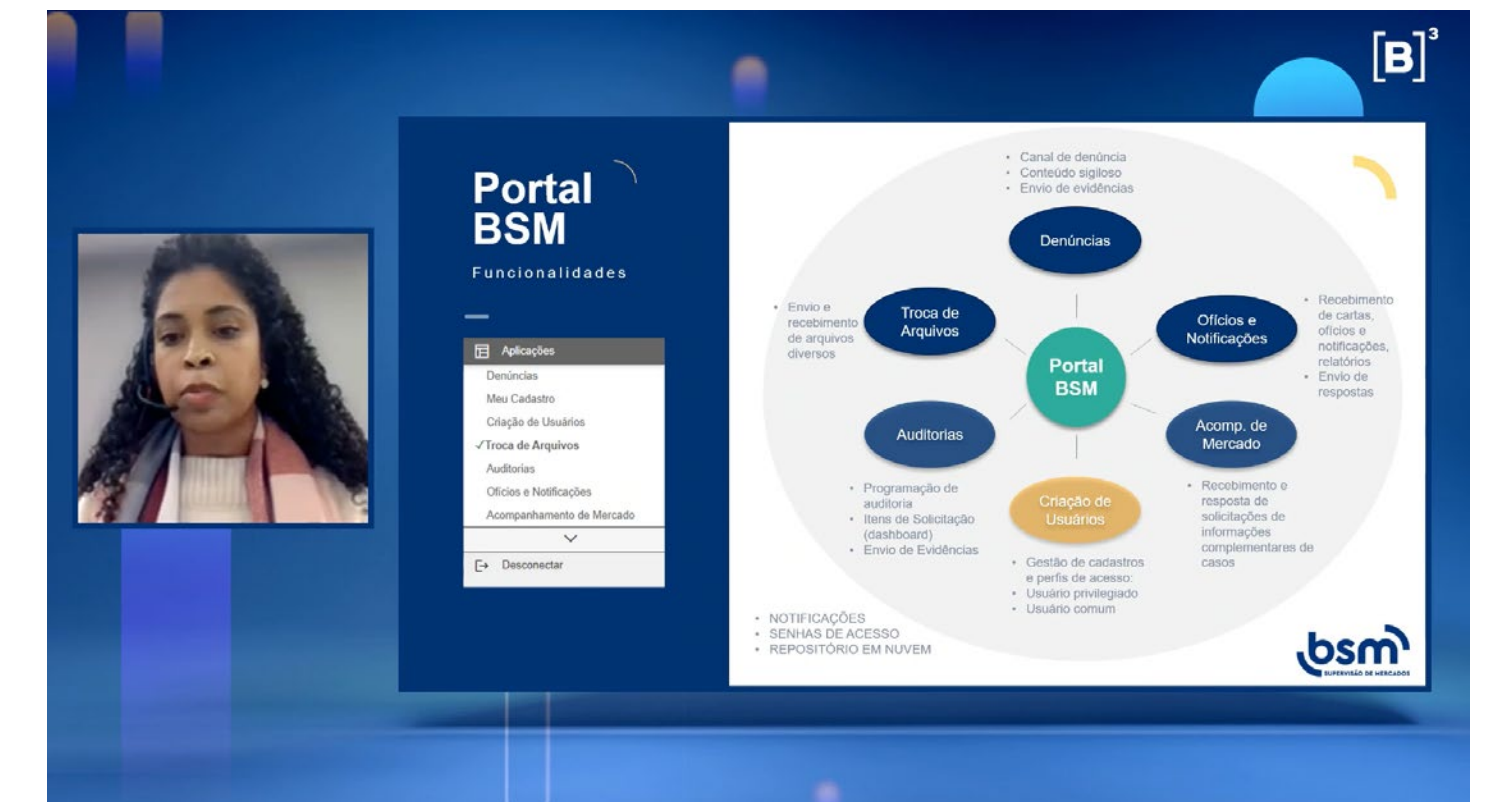 [B]³
Portal
BSM
Funcionalidades
Aplicações
Denúncias
Meu Cadastro
Criação de Usuários
✓Troca de Arquivos
Auditorias
Ofícios e Notificações
Acompanhamento de Mercado
Desconectar
• Canal de denúncia
• Conteúdo sigiloso
• Envio de evidências
Denúncias
• Envio e
recebimento
de arquivos
diversos
Troca de
Arquivos
Ofícios e
Notificações
• Recebimento
de cartas,
ofícios e
notificações,
relatórios
• Envio de
respostas
Portal
BSM
Auditorias
• Programação de
auditoria
• Itens de Solicitação
(dashboard)
• Envio de Evidências
Criação de
Usuários
• Gestão de cadastros
e perfis de acesso:
• Usuário privilegiado
• Usuário comum
Acomp. de
Mercado
• Recebimento e
resposta de
solicitações de
informações
complementares de
casos
• NOTIFICAÇÕES
• SENHAS DE ACESSO
• REPOSITÓRIO EM NUVEM
bsm
SUPERVISÃO DE MERCADOS